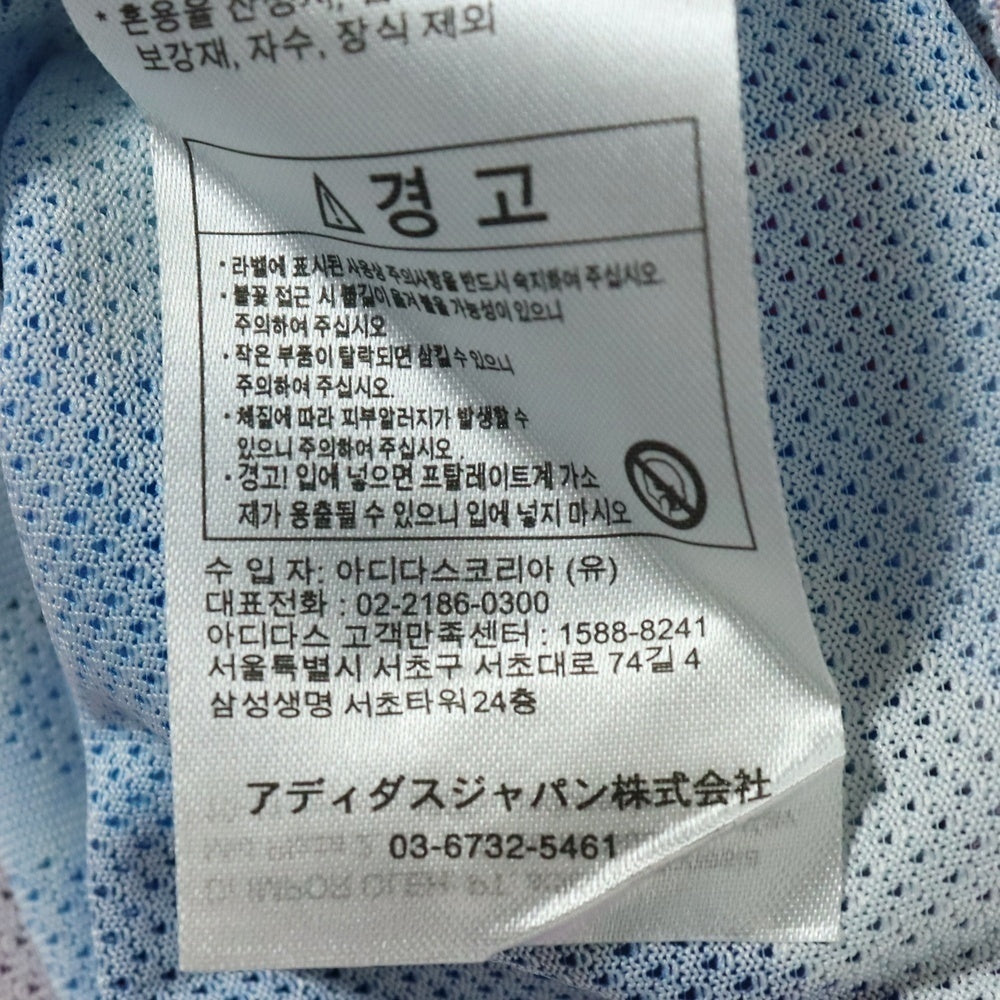 * 혼용율 산정시,
보강재, 자수, 장식 제외
경고
· 라벨에 표시된 사용상 주의사항을 반드시 숙지하여 주십시오.
· 불꽃 접근 시 불길이 옮겨 붙을 가능성이 있으니
주의하여 주십시오
· 작은 부품이 탈락되면 삼킬 수 있으니
주의하여 주십시오.
· 체질에 따라 피부알러지가 발생할 수
있으니 주의하여 주십시오.
· 경고! 입에 넣으면 프탈레이트계 가소
제가 용출될 수 있으니 입에 넣지 마시오
수 입 자: 아디다스코리아 (유)
대표전화 : 02-2186-0300
아디다스 고객만족센터 : 1588-8241
서울특별시 서초구 서초대로 74길 4
삼성생명 서초타워 24층
アディダスジャパン株式会社
03-6732-5461